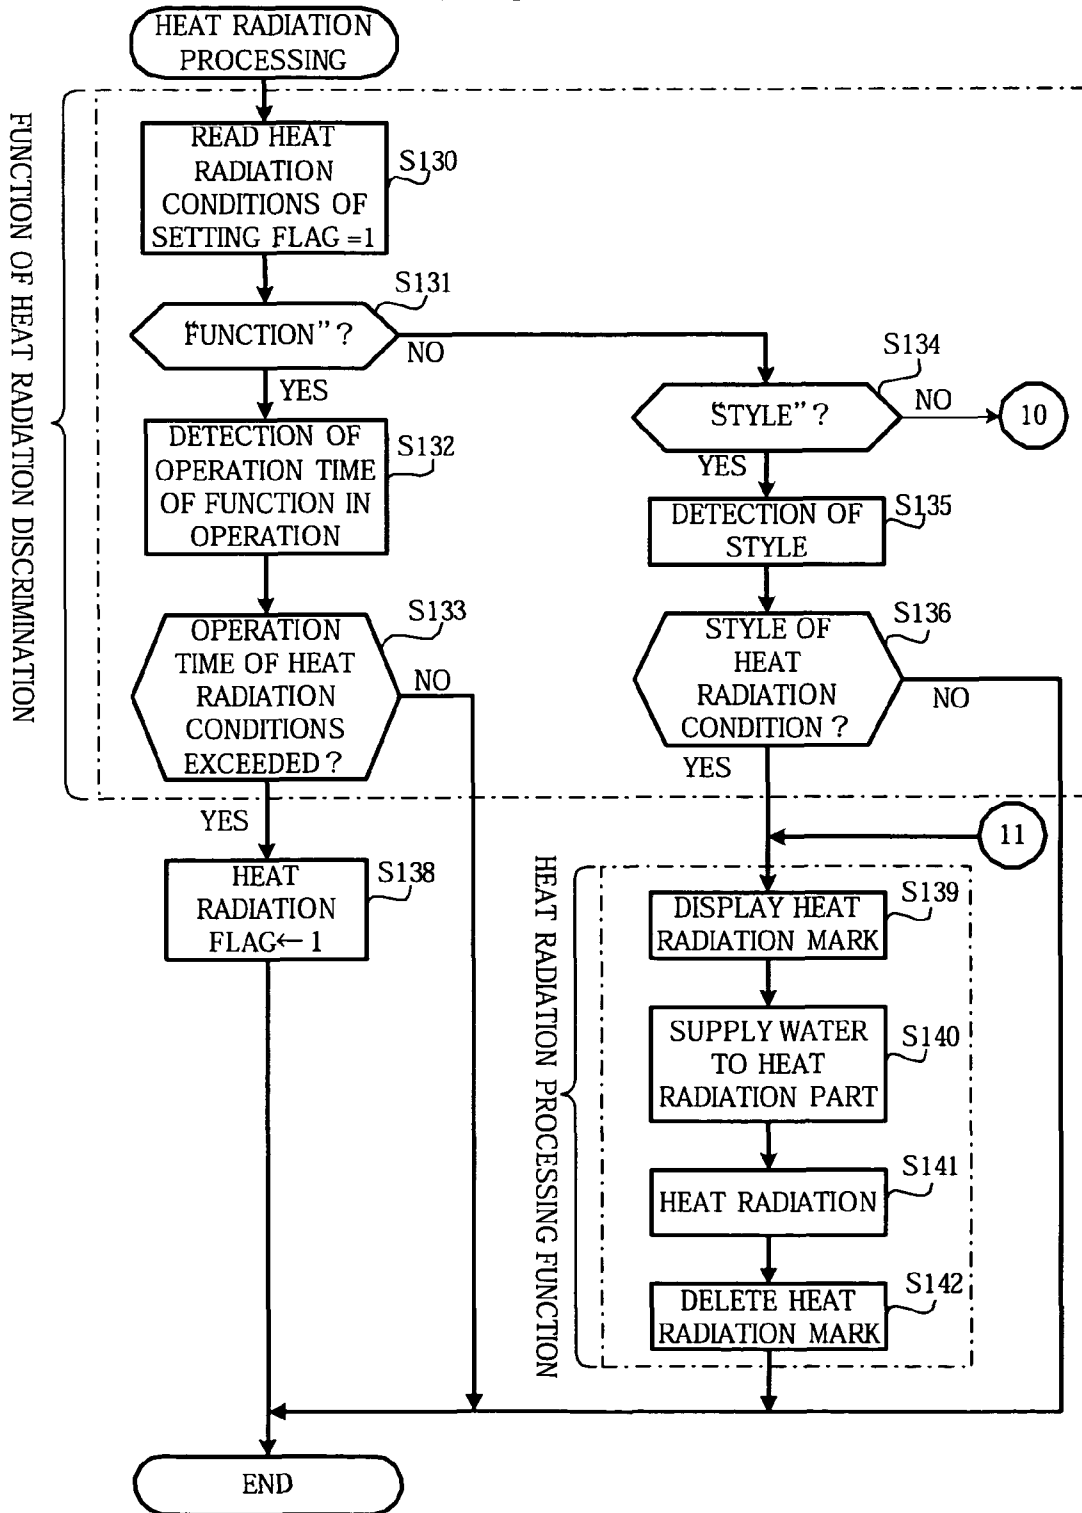 HEAT RADIATION
PROCESSING
FUNCTION OF HEAT RADIATION DISCRIMINATION
READ HEAT
RADIATION
CONDITIONS OF
SETTING FLAG =1
S130
"FUNCTION" ?
S131
NO
YES
DETECTION OF
OPERATION TIME
OF FUNCTION IN
OPERATION
S132
OPERATION
TIME OF HEAT
RADIATION
CONDITIONS
EXCEEDED ?
S133
NO
YES
HEAT
RADIATION
FLAG← 1
S138
"STYLE" ?
S134
NO
10
YES
DETECTION OF
STYLE
S135
STYLE OF
HEAT
RADIATION
CONDITION ?
S136
NO
YES
11
HEAT RADIATION PROCESSING FUNCTION
DISPLAY HEAT
RADIATION MARK
S139
SUPPLY WATER
TO HEAT
RADIATION PART
S140
HEAT RADIATION
S141
DELETE HEAT
RADIATION MARK
S142
END